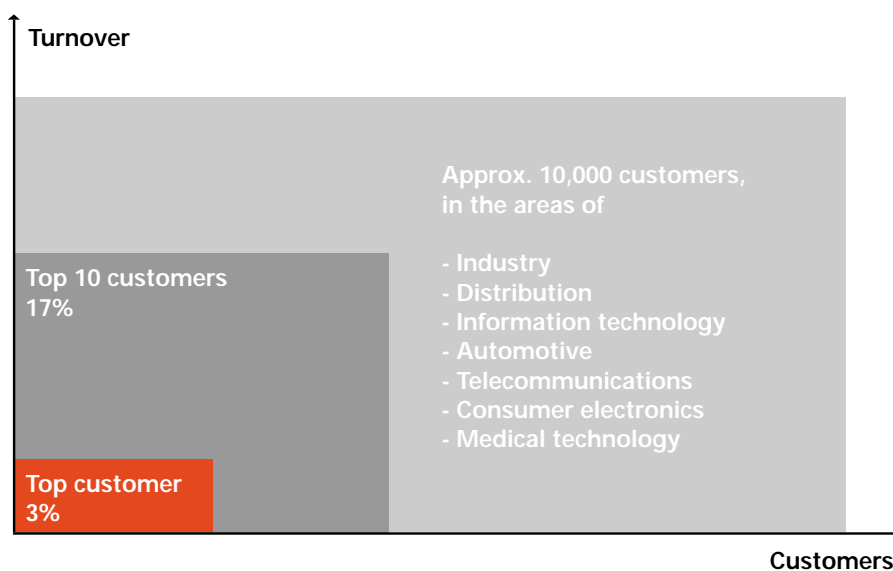 Turnover
Approx. 10,000 customers,
in the areas of
- Industry
- Distribution
- Information technology
- Automotive
- Telecommunications
- Consumer electronics
- Medical technology
Top 10 customers
17%
Top customer
3%
Customers